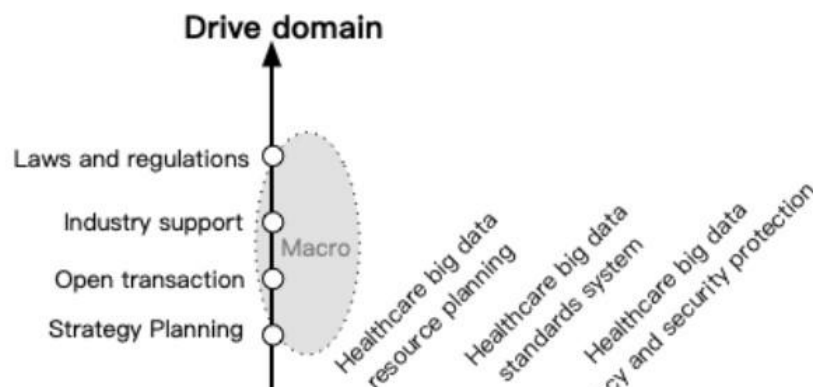 Drive domain
Laws and regulations
Industry support
Macro
Open transaction
Strategy Planning
Healthcare big data
resource planning
Healthcare big data
standards system
Healthcare big data
and security protection